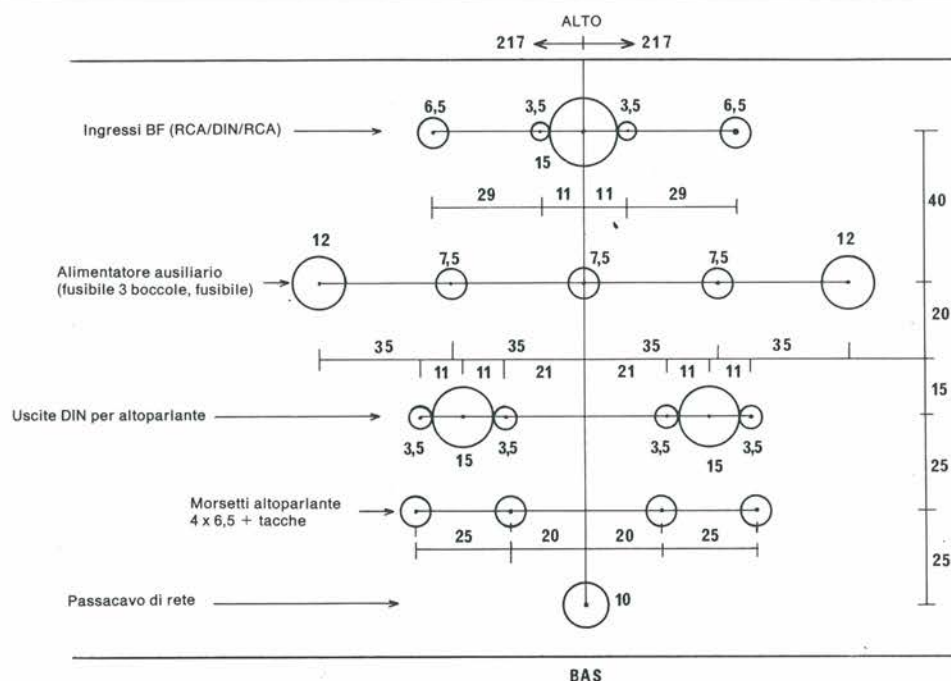 ALTO
217 217
6,5 3,5 3,5 6,5
Ingressi BF (RCA/DIN/RCA)
15
29 11 11 29
40
12 12
7,5 7,5 7,5
Alimentatore ausiliario
(fusibile 3 boccole, fusibile)
20
35 35 35 35
11 11 21 21 11 11
15
Uscite DIN per altoparlante
3,5 3,5 3,5 3,5
15 15
25
Morsetti altoparlante
4 x 6,5 + tacche
25 20 20 25
25
Passacavo di rete
10
BAS